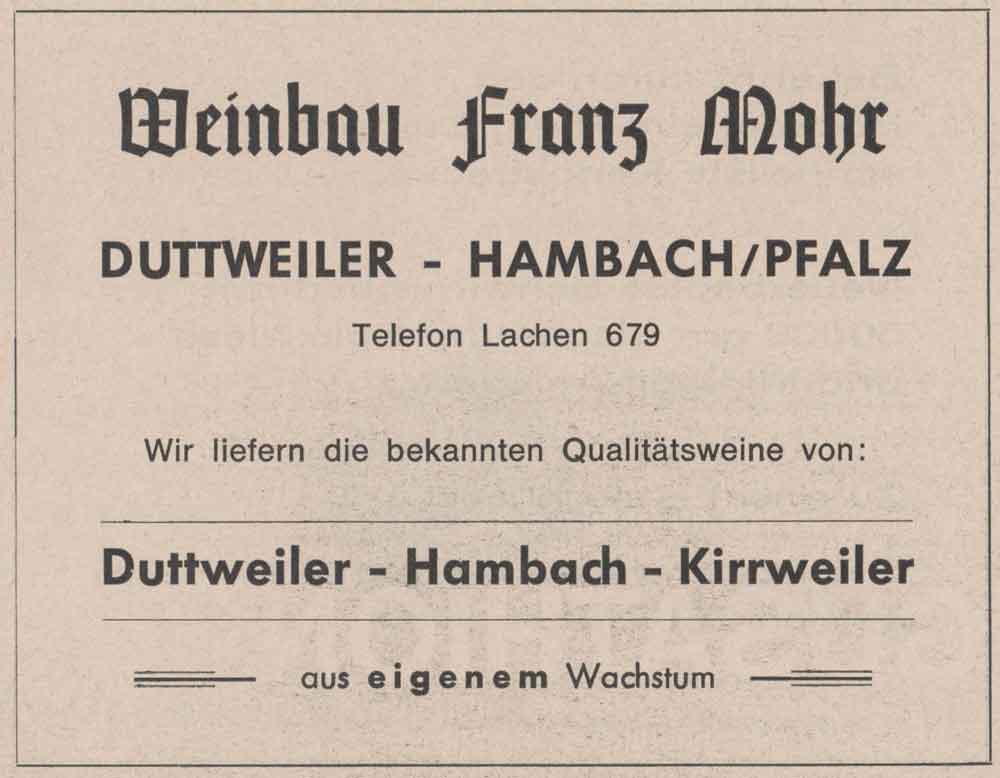 Weinbau Franz Mohr
DUTTWEILER - HAMBACH/PFALZ
Telefon Lachen 679
Wir liefern die bekannten Qualitätsweine von:
Duttweiler - Hambach - Kirrweiler
aus eigenem Wachstum